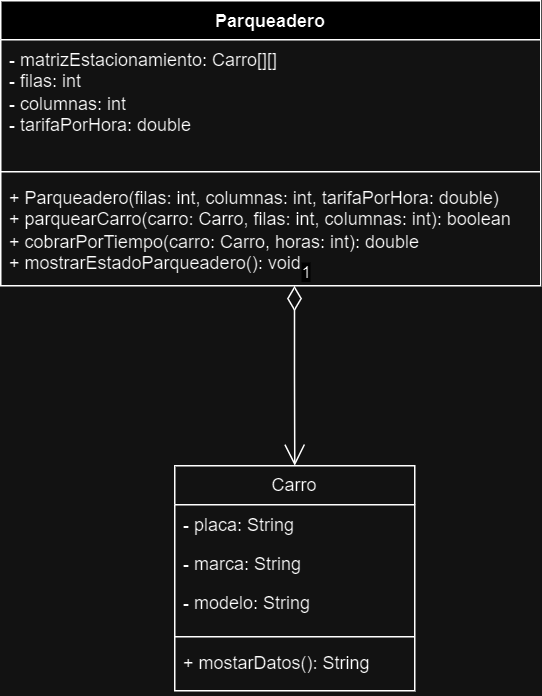 Parqueadero
- matrizEstacionamiento: Carro[][]
- filas: int
- columnas: int
- tarifaPorHora: double
+ Parqueadero(filas: int, columnas: int, tarifaPorHora: double)
+ parquearCarro(carro: Carro, filas: int, columnas: int): boolean
+ cobrarPorTiempo(carro: Carro, horas: int): double
+ mostrarEstadoParqueadero(): void
1
Carro
- placa: String
- marca: String
- modelo: String
+ mostarDatos(): String